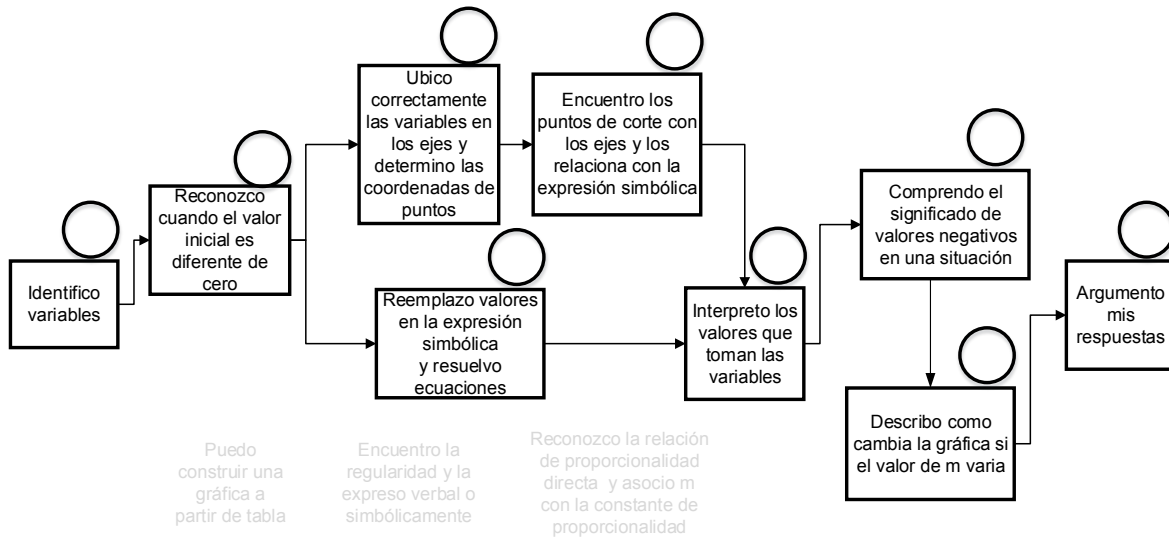 Identifico
variables
Reconozco
cuando el valor
inicial es
diferente de
cero
Ubico
correctamente
las variables en
los ejes y
determino las
coordenadas de
puntos
Encuentro los
puntos de corte con
los ejes y los
relaciona con la
expresión simbólica
Reemplazo valores
en la expresión
simbólica
y resuelvo
ecuaciones
Interpreto los
valores que
toman las
variables
Comprendo el
significado de
valores negativos
en una situación
Describo como
cambia la gráfica si
el valor de m varia
Argumento
mis
respuestas
Puedo
construir una
gráfica a
partir de tabla
Encuentro la
regularidad y la
expreso verbal o
simbólicamente
Reconozco la relación
de proporcionalidad
directa y asocio m
con la constante de
proporcionalidad